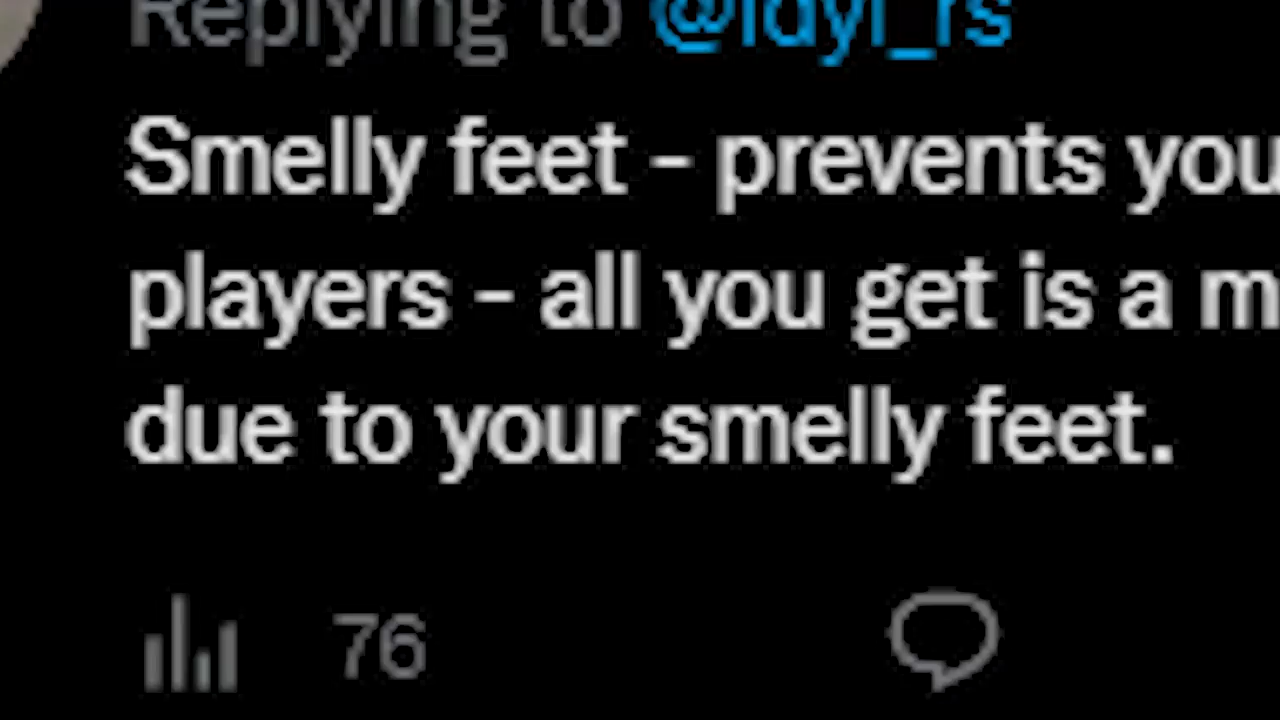 Replying to @idyl_rs
Smelly feet - prevents you
players - all you get is a m
due to your smelly feet.
76